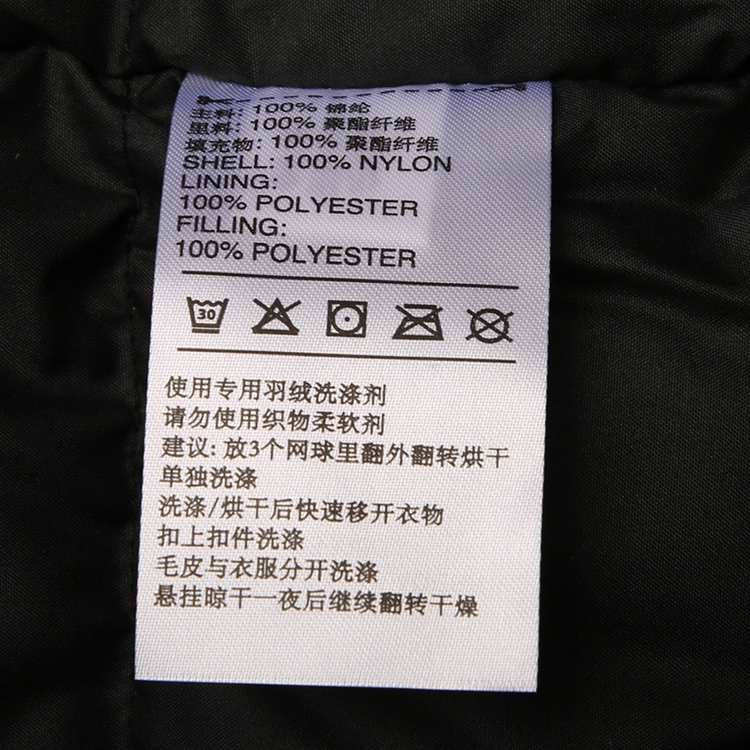 主料: 100% 锦纶
里料: 100% 聚酯纤维
填充物: 100% 聚酯纤维
SHELL: 100% NYLON
LINING:
100% POLYESTER
FILLING:
100% POLYESTER
30
使用专用羽绒洗涤剂
请勿使用织物柔软剂
建议: 放3个网球里翻外翻转烘干
单独洗涤
洗涤/烘干后快速移开衣物
扣上扣件洗涤
毛皮与衣服分开洗涤
悬挂晾干一夜后继续翻转干燥